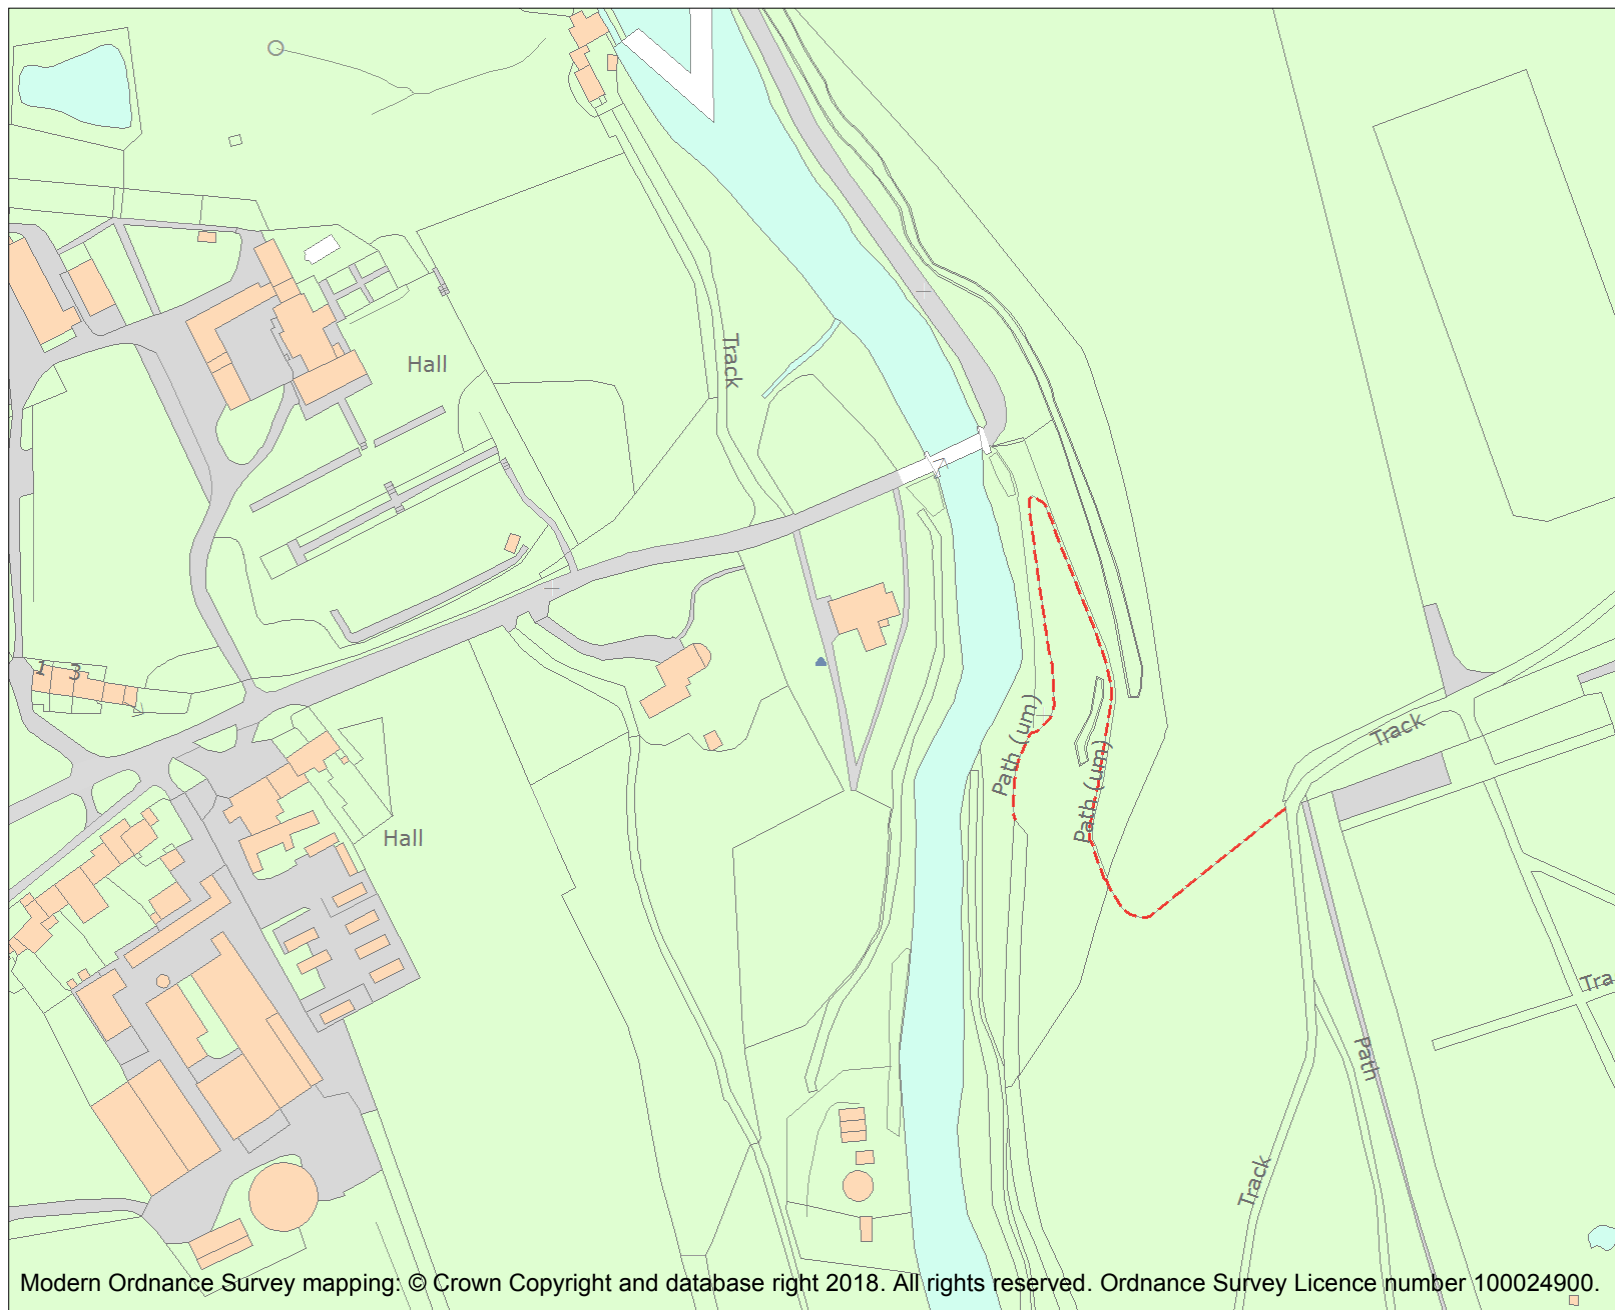 Track
Hall
1 3
Path (um)
Path (um)
Track
Hall
Tra
Path
Track
Modern Ordnance Survey mapping: © Crown Copyright and database right 2018. All rights reserved. Ordnance Survey Licence number 100024900.